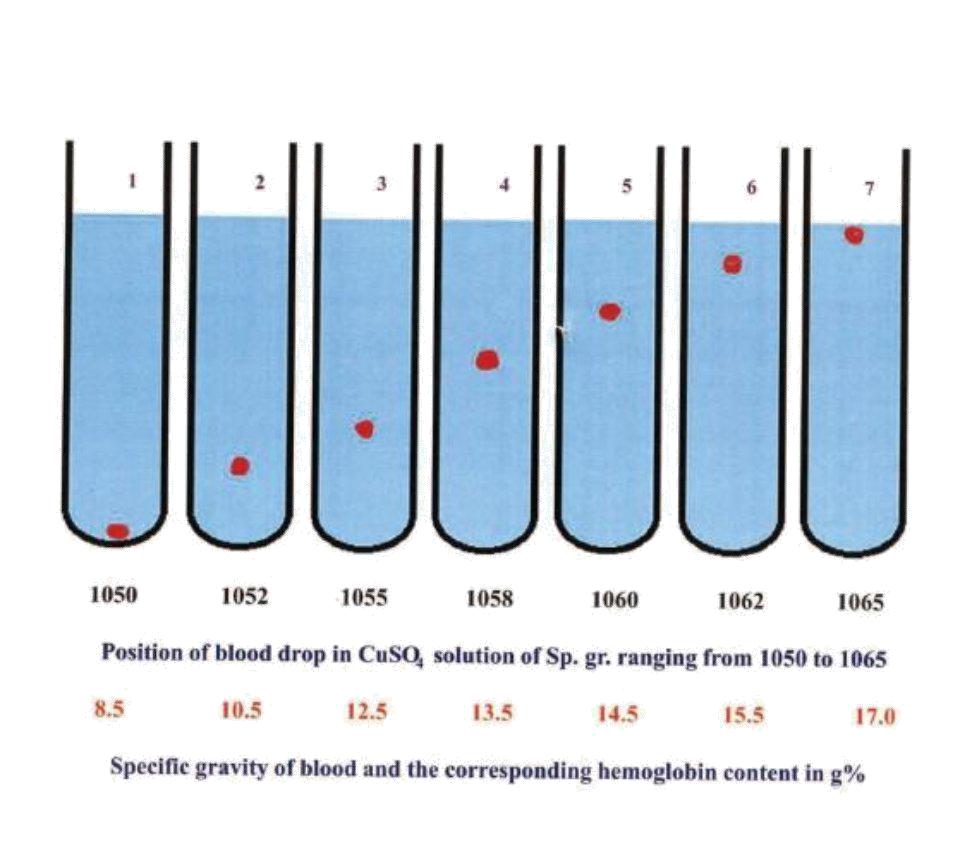 1 2 3 4 5 6 7
1050 1052 1055 1058 1060 1062 1065
Position of blood drop in CuSO4 solution of Sp. gr. ranging from 1050 to 1065
8.5 10.5 12.5 13.5 14.5 15.5 17.0
Specific gravity of blood and the corresponding hemoglobin content in g%